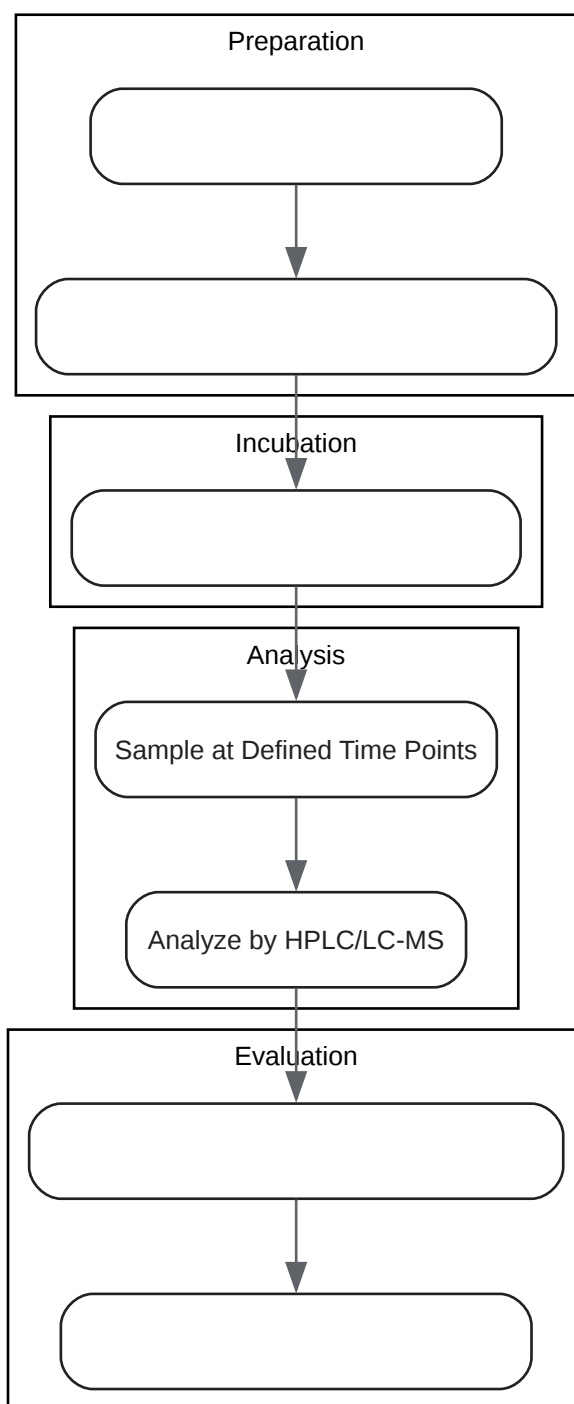 Preparation
Incubation
Analysis
Sample at Defined Time Points
Analyze by HPLC/LC-MS
Evaluation